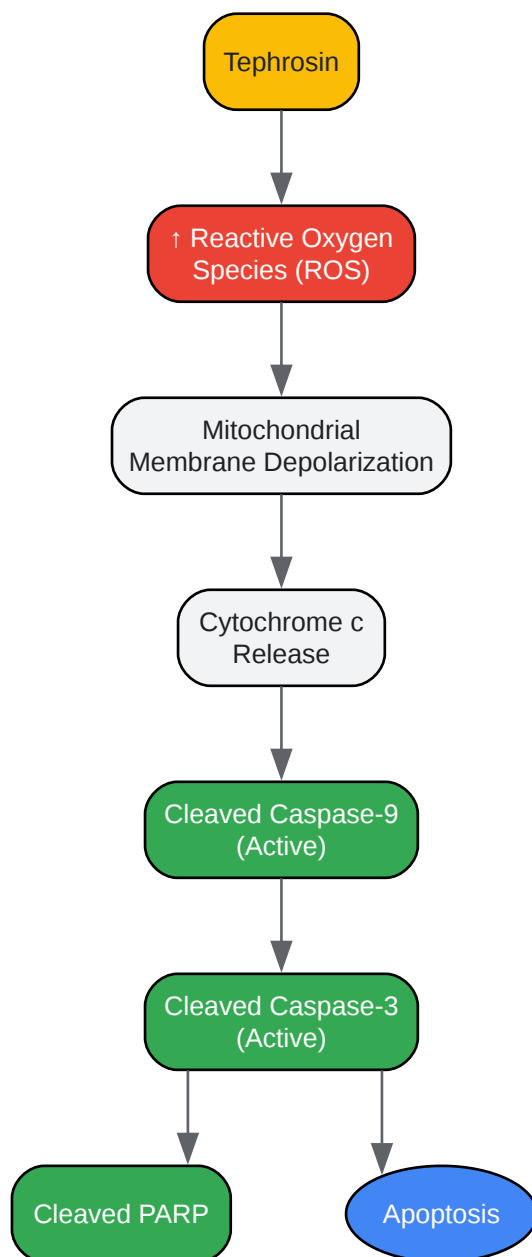 Tephrosin
↑ Reactive Oxygen
Species (ROS)
Mitochondrial
Membrane Depolarization
Cytochrome c
Release
Cleaved Caspase-9
(Active)
Cleaved Caspase-3
(Active)
Cleaved PARP
Apoptosis